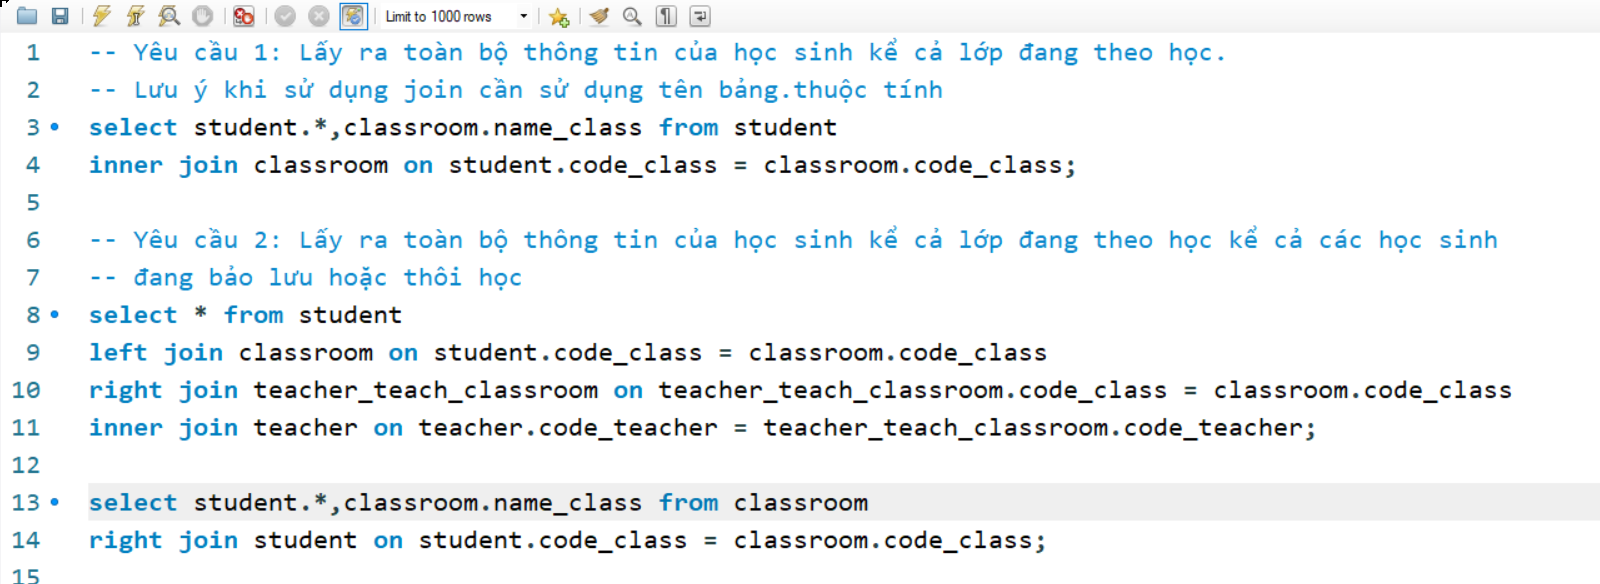 Limit to 1000 rows
1 -- Yêu cầu 1: Lấy ra toàn bộ thông tin của học sinh kể cả lớp đang theo học.
2 -- Lưu ý khi sử dụng join cần sử dụng tên bảng.thuộc tính
3 select student.*,classroom.name_class from student
4 inner join classroom on student.code_class = classroom.code_class;
5
6 -- Yêu cầu 2: Lấy ra toàn bộ thông tin của học sinh kể cả lớp đang theo học kể cả các học sinh
7 -- đang bảo lưu hoặc thôi học
8 select * from student
9 left join classroom on student.code_class = classroom.code_class
10 right join teacher_teach_classroom on teacher_teach_classroom.code_class = classroom.code_class
11 inner join teacher on teacher.code_teacher = teacher_teach_classroom.code_teacher;
12
13 select student.*,classroom.name_class from classroom
14 right join student on student.code_class = classroom.code_class;
15